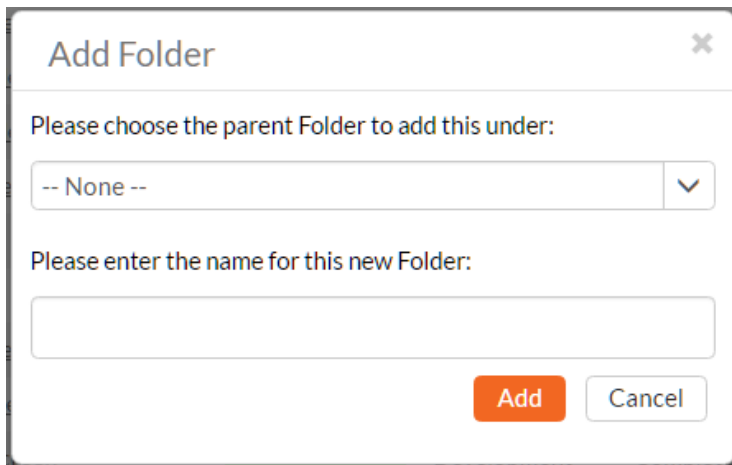 Add Folder
Please choose the parent Folder to add this under:
-- None --
Please enter the name for this new Folder:
Add Cancel